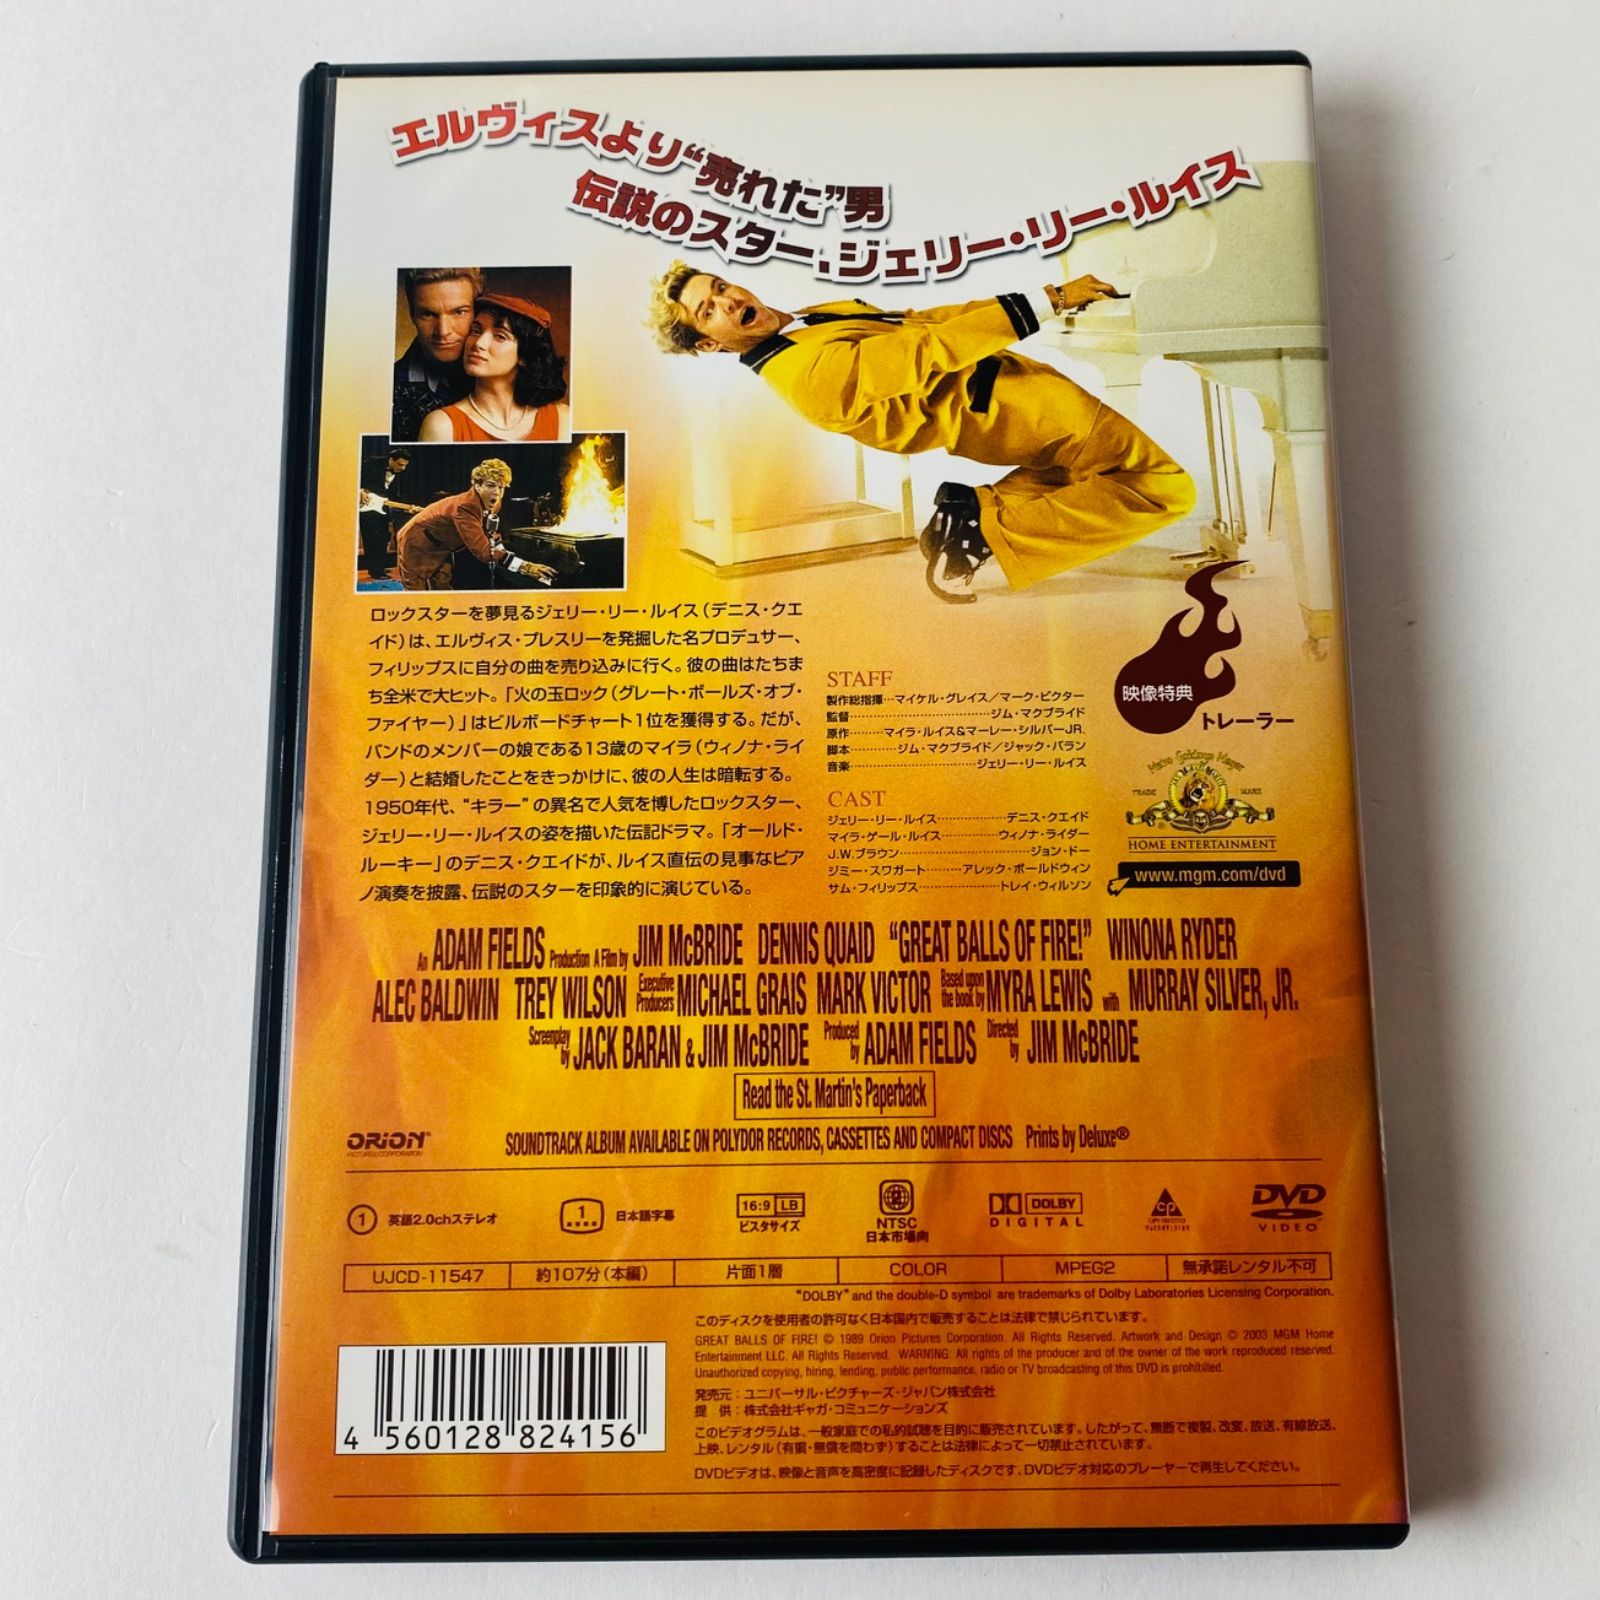 エルヴィスより“売れた”男
伝説のスター、ジェリー・リー・ルイス
ロックスターを夢見るジェリー・リー・ルイス（デニス・クエ
イド）は、エルヴィス・プレスリーを発掘した名プロデュサー、
フィリップスに自分の曲を売り込みに行く。彼の曲はたちま
ち全米で大ヒット。「火の玉ロック（グレート・ボールズ・オブ・
ファイヤー）」はビルボードチャート1位を獲得する。だが、
バンドのメンバーの娘である13歳のマイラ（ウィノナ・ライ
ダー）と結婚したことをきっかけに、彼の人生は暗転する。
1950年代、“キラー”の異名で人気を博したロックスター、
ジェリー・リー・ルイスの姿を描いた伝記ドラマ。「オールド・
ルーキー」のデニス・クエイドが、ルイス直伝の見事なピア
ノ演奏を披露、伝説のスターを印象的に演じている。
STAFF
製作総指揮…マイケル・グレイス／マーク・ビクター
監督……………………ジム・マクブライド
原作………マイラ・ルイス&マーレー・シルバーJR.
脚本…………ジム・マクブライド／ジャック・バラン
音楽……………………ジェリー・リー・ルイス
CAST
ジェリー・リー・ルイス……………デニス・クエイド
マイラ・ゲール・ルイス…………ウィノナ・ライダー
J.W.ブラウン……………………ジョン・ドー
ジミー・スワガート………アレック・ボールドウィン
サム・フィリップス……………トレイ・ウィルソン
映像特典
トレーラー
Metro Goldwyn Mayer
TRADE MARK
HOME ENTERTAINMENT
www.mgm.com/dvd
An ADAM FIELDS Production A Film by JIM McBRIDE DENNIS QUAID “GREAT BALLS OF FIRE!” WINONA RYDER
ALEC BALDWIN TREY WILSON Executive Producers MICHAEL GRAIS MARK VICTOR Based upon the book by MYRA LEWIS with MURRAY SILVER, JR.
Screenplay by JACK BARAN & JIM McBRIDE Produced by ADAM FIELDS Directed by JIM McBRIDE
Read the St. Martin's Paperback
ORION
PICTURES CORPORATION
SOUNDTRACK ALBUM AVAILABLE ON POLYDOR RECORDS, CASSETTES AND COMPACT DISCS Prints by Deluxe®
1 英語2.0chステレオ
1 日本語字幕
16:9 LB
ビスタサイズ
2
NTSC
日本市場向
DOLBY
DIGITAL
DVD
VIDEO
UJCD-11547 約107分（本編） 片面1層 COLOR MPEG2 無承諾レンタル不可
“DOLBY” and the double-D symbol are trademarks of Dolby Laboratories Licensing Corporation.
このディスクを使用者の許可なく日本国内で販売することは法律で禁じられています。
GREAT BALLS OF FIRE! © 1989 Orion Pictures Corporation. All Rights Reserved. Artwork and Design © 2003 MGM Home
Entertainment LLC. All Rights Reserved. WARNING: All rights of the producer and of the owner of the work reproduced reserved.
Unauthorized copying, hiring, lending, public performance, radio or TV broadcasting of this DVD is prohibited.
発売元：ユニバーサル・ピクチャーズ・ジャパン株式会社
提 供：株式会社ギャガ・コミュニケーションズ
このビデオグラムは、一般家庭での私的試聴を目的に販売されています。したがって、無断で複製、改変、放送、有線放送、
上映、レンタル（有償・無償を問わず）することは法律によって一切禁止されています。
DVDビデオは、映像と音声を高密度に記録したディスクです、DVDビデオ対応のプレーヤーで再生してください。
4 560128 824156